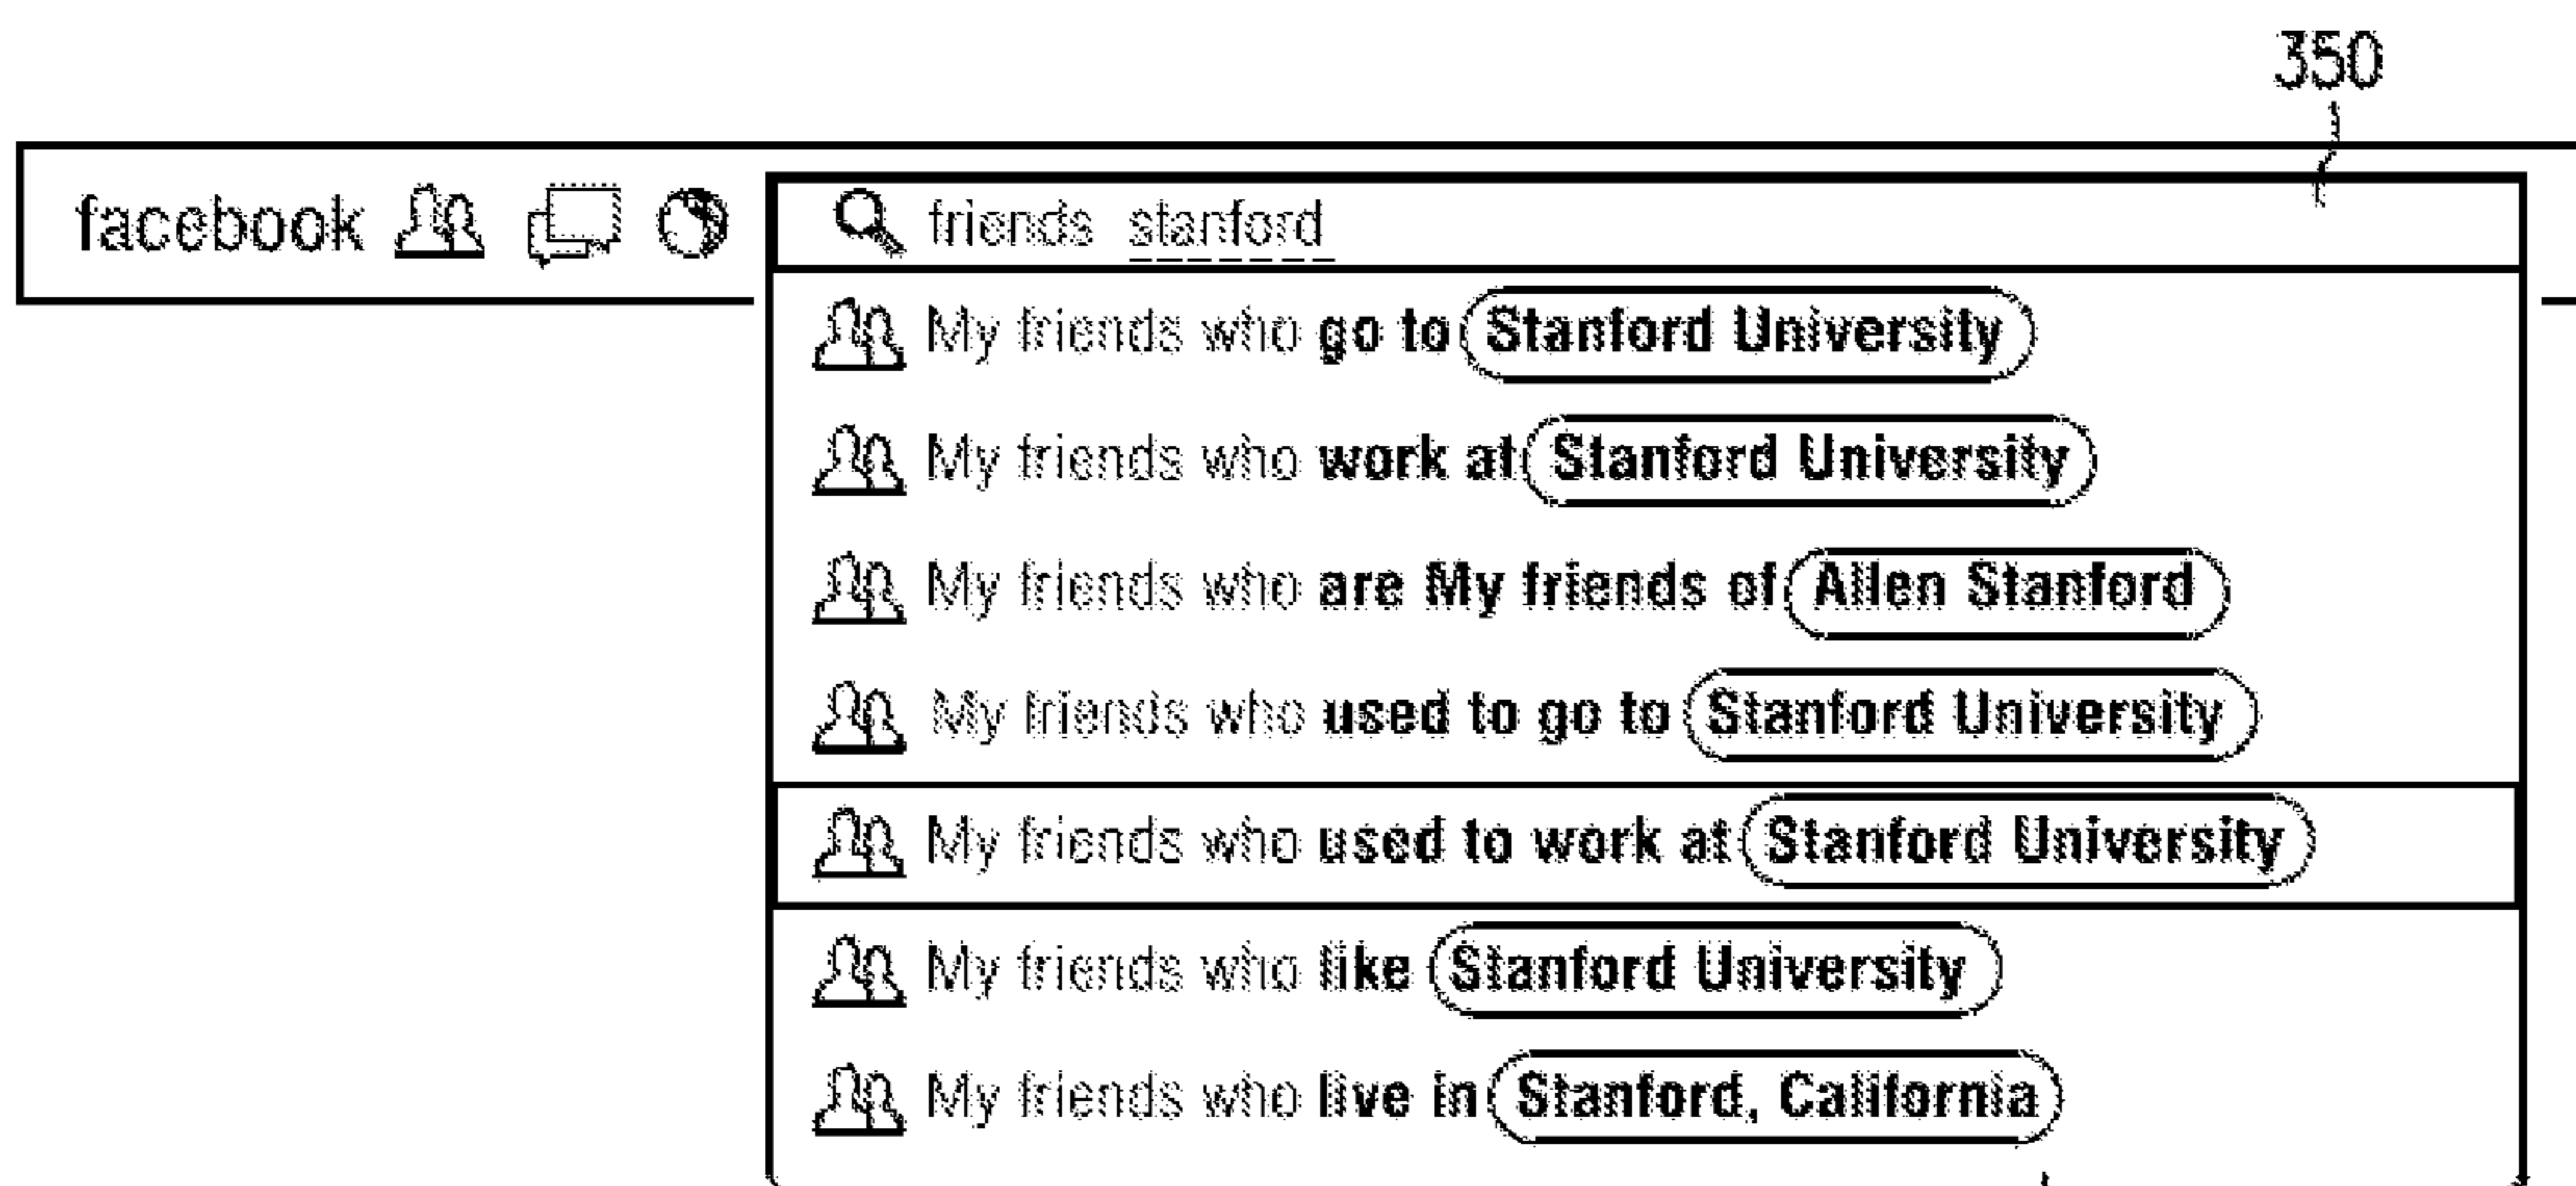 350
facebook friends stanford
My friends who go to Stanford University
My friends who work at Stanford University
My friends who are My friends of Allen Stanford
My friends who used to go to Stanford University
My friends who used to work at Stanford University
My friends who like Stanford University
My friends who live in Stanford, California